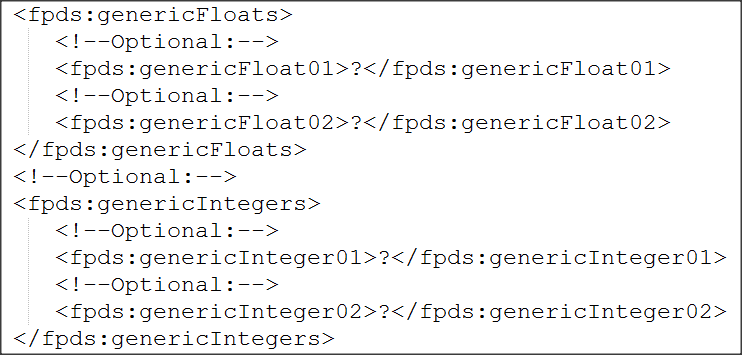 <fpds:genericFloats>
<!--Optional:-->
<fpds:genericFloat01>?</fpds:genericFloat01>
<!--Optional:-->
<fpds:genericFloat02>?</fpds:genericFloat02>
</fpds:genericFloats>
<!--Optional:-->
<fpds:genericIntegers>
<!--Optional:-->
<fpds:genericInteger01>?</fpds:genericInteger01>
<!--Optional:-->
<fpds:genericInteger02>?</fpds:genericInteger02>
</fpds:genericIntegers>